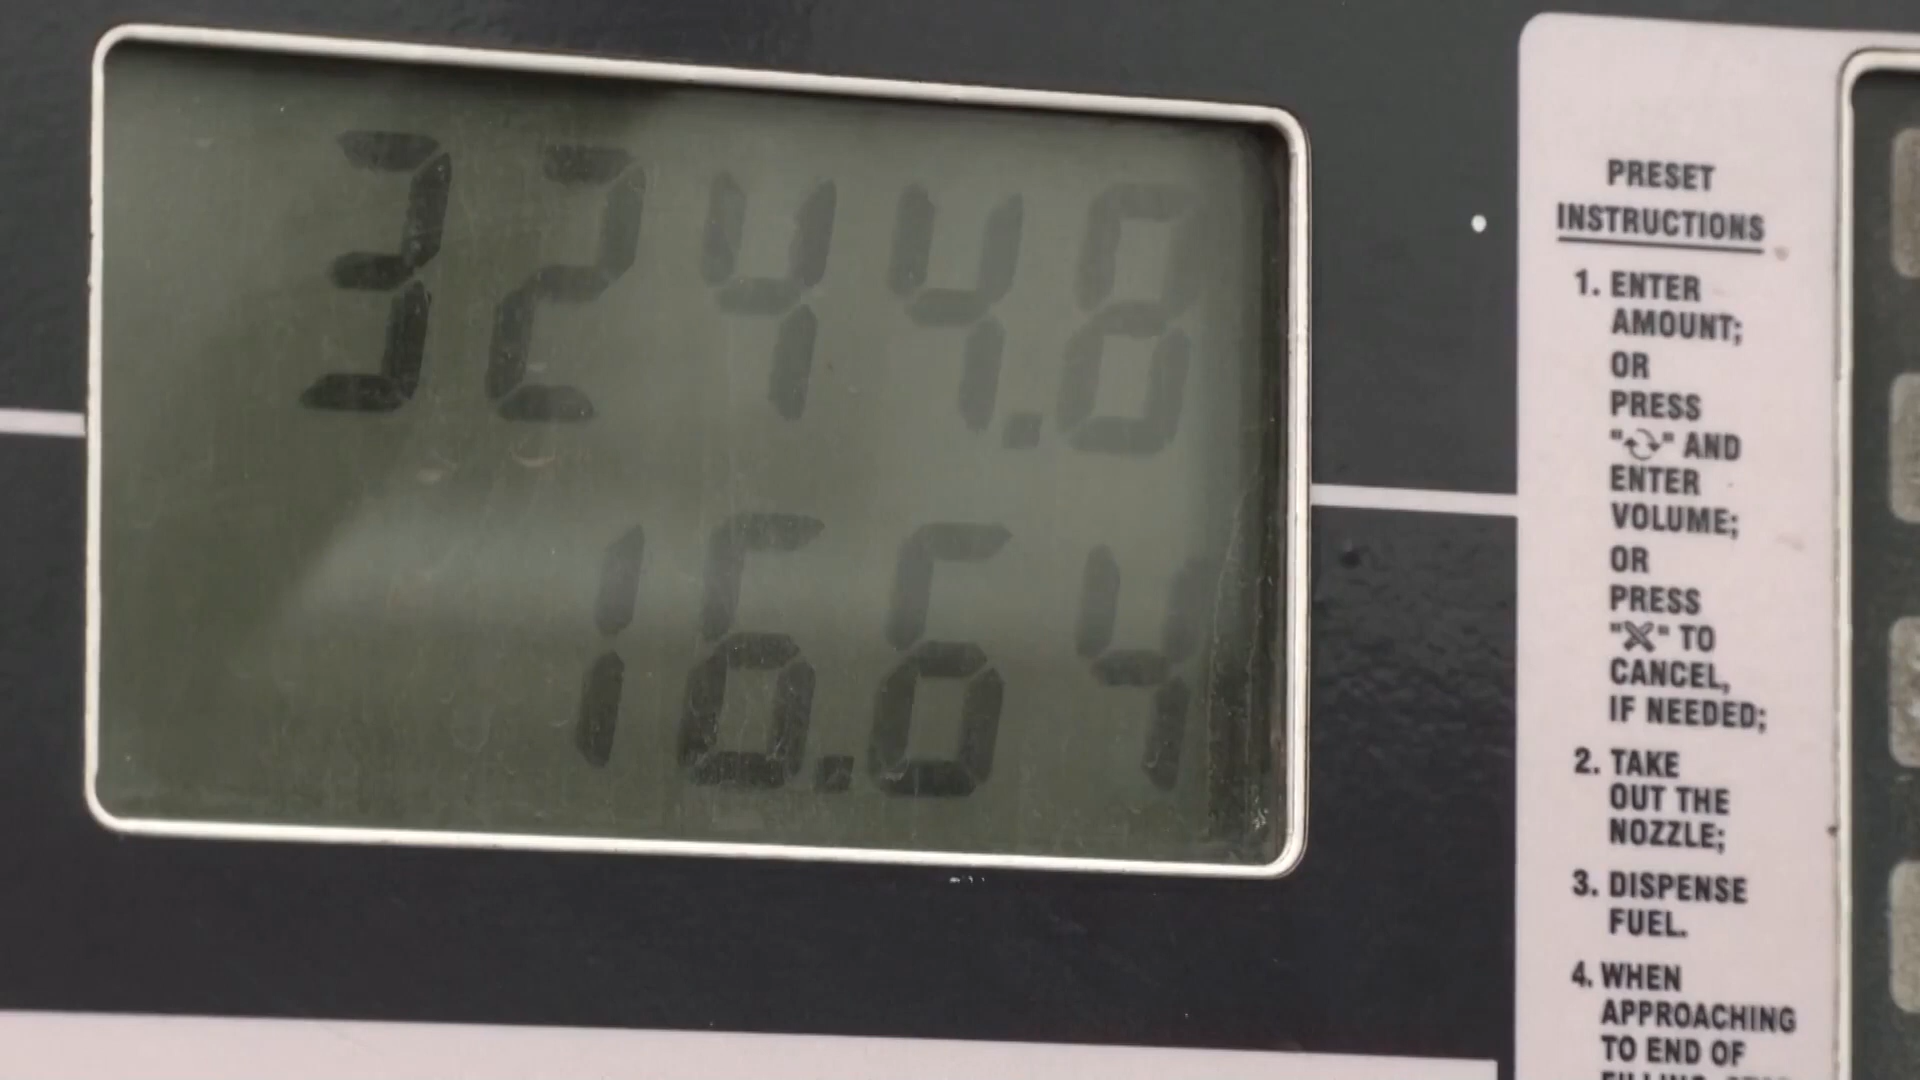 3244.8
16.64
PRESET
INSTRUCTIONS
1. ENTER
AMOUNT;
OR
PRESS
"🗘" AND
ENTER
VOLUME;
OR
PRESS
"✕" TO
CANCEL,
IF NEEDED;
2. TAKE
OUT THE
NOZZLE;
3. DISPENSE
FUEL.
4. WHEN
APPROACHING
TO END OF